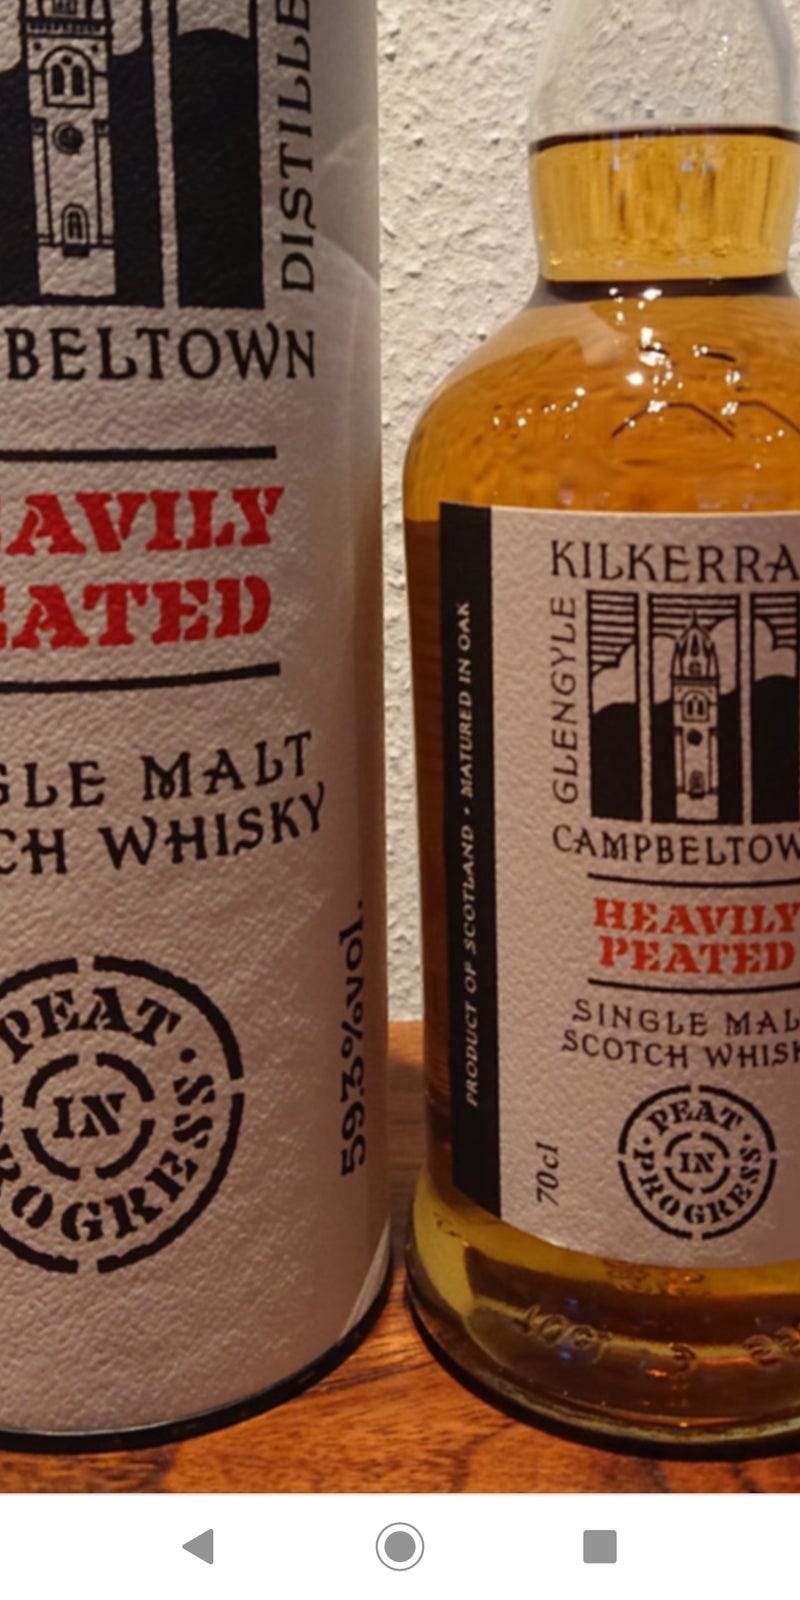 DISTILLE
BELTOWN
EAVILY
EATED
GLE MALT
CH WHISKY
59.3%vol.
PEAT
IN
PROGRESS
KILKERRA
GLENGYLE
CAMPBELTOW
HEAVILY
PEATED
SINGLE MAL
SCOTCH WHISK
70cl
PEAT
IN
PROGRESS
PRODUCT OF SCOTLAND • MATURED IN OAK